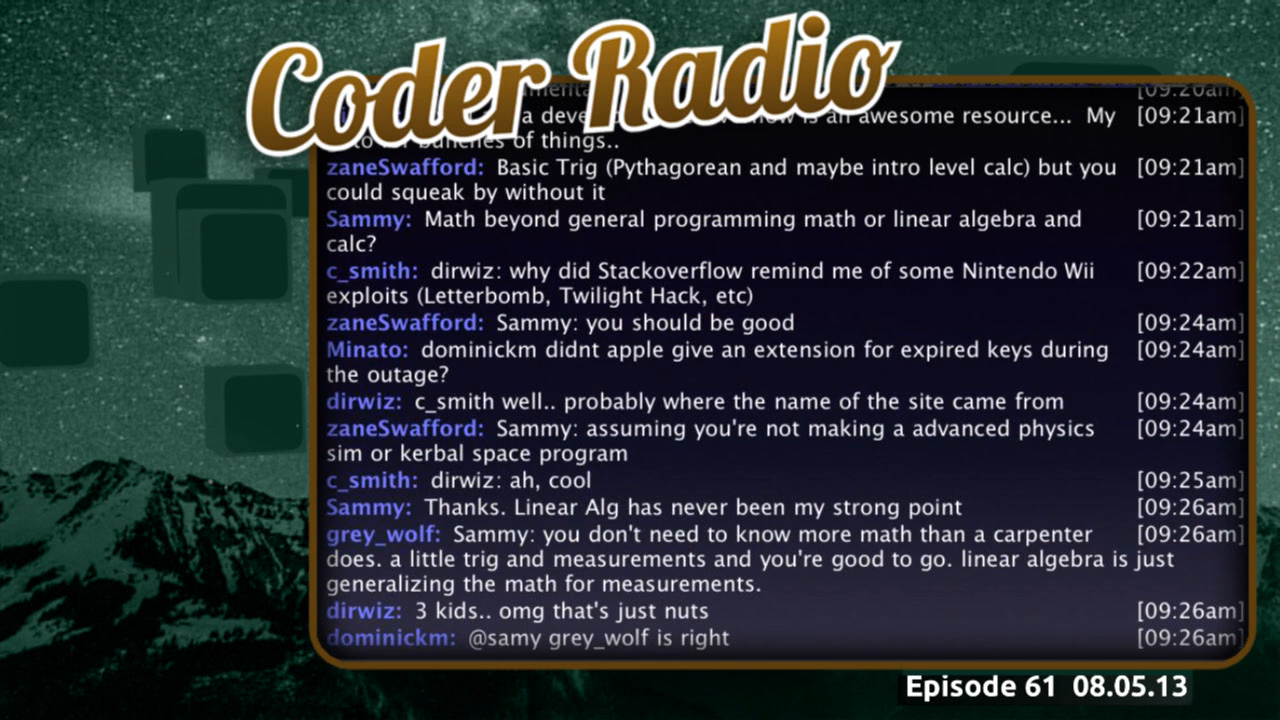 Coder Radio
[09:20am]
a deve is an awesome resource... My [09:21am]
bunches of things..
zaneSwafford: Basic Trig (Pythagorean and maybe intro level calc) but you [09:21am]
could squeak by without it
Sammy: Math beyond general programming math or linear algebra and [09:21am]
calc?
c_smith: dirwiz: why did Stackoverflow remind me of some Nintendo Wii [09:22am]
exploits (Letterbomb, Twilight Hack, etc)
zaneSwafford: Sammy: you should be good [09:24am]
Minato: dominickm didnt apple give an extension for expired keys during [09:24am]
the outage?
dirwiz: c_smith well.. probably where the name of the site came from [09:24am]
zaneSwafford: Sammy: assuming you're not making a advanced physics [09:24am]
sim or kerbal space program
c_smith: dirwiz: ah, cool [09:25am]
Sammy: Thanks. Linear Alg has never been my strong point [09:26am]
grey_wolf: Sammy: you don't need to know more math than a carpenter [09:26am]
does. a little trig and measurements and you're good to go. linear algebra is just
generalizing the math for measurements.
dirwiz: 3 kids.. omg that's just nuts [09:26am]
dominickm: @samy grey_wolf is right [09:26am]
Episode 61 08.05.13